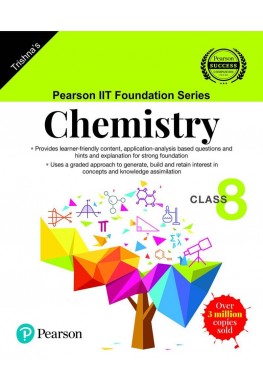 Trishna's
Pearson
SUCCESS
Pearson IIT Foundation Series
Chemistry
• Provides learner-friendly content, application-analysis based questions and
hints and explanation for strong foundation
• Uses a graded approach to generate, build and retain interest in
concepts and knowledge assimilation
CLASS 8
Over
3 million
copies
sold
Pearson